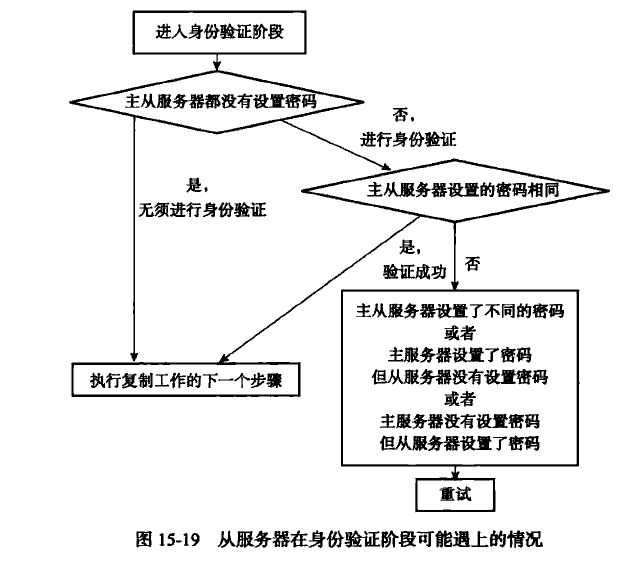 进入身份验证阶段
主从服务器都没有设置密码
否，
进行身份验证
主从服务器设置的密码相同
是，
无须进行身份验证
是，
验证成功
否
主从服务器设置了不同的密码
或者
主服务器设置了密码
但从服务器没有设置密码
或者
主服务器没有设置密码
但从服务器设置了密码
执行复制工作的下一个步骤
重试
图 15-19 从服务器在身份验证阶段可能遇上的情况